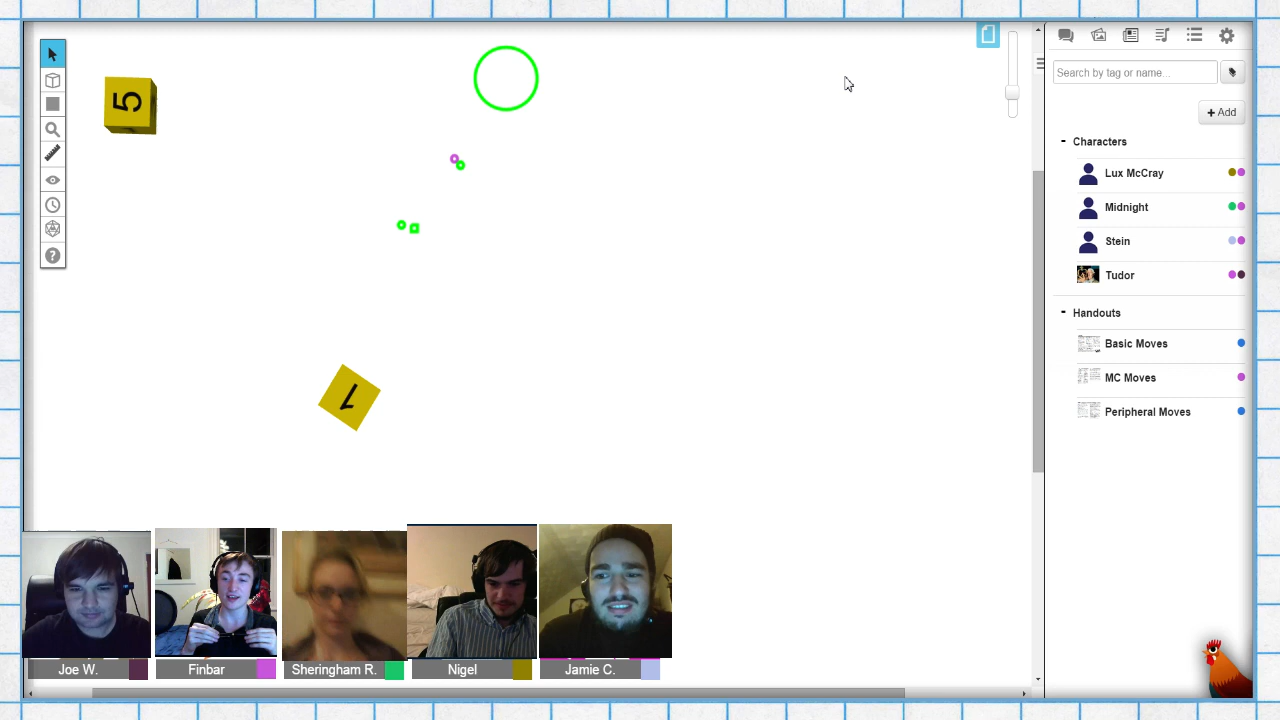 5
1
Search by tag or name...
+ Add
- Characters
Lux McCray
Midnight
Stein
Tudor
- Handouts
Basic Moves
MC Moves
Peripheral Moves
Joe W.
Finbar
Sheringham R.
Nigel
Jamie C.